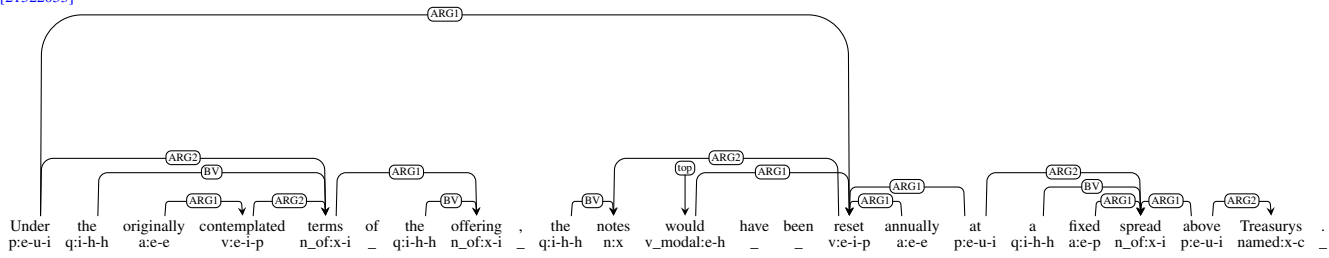 ARG1
ARG2 ARG2
BV top ARG2
ARG1 ARG1 ARG1 BV
ARG1 ARG2 BV BV ARG1 ARG1 ARG1 ARG2
Under the originally contemplated terms of the offering , the notes would have been reset annually at a fixed spread above Treasurys .
p:e-u-i q:i-h-h a:e-e v:e-i-p n_of:x-i _ q:i-h-h n_of:x-i _ q:i-h-h n:x v_modal:e-h _ _ v:e-i-p a:e-e p:e-u-i q:i-h-h a:e-p n_of:x-i p:e-u-i named:x-c _